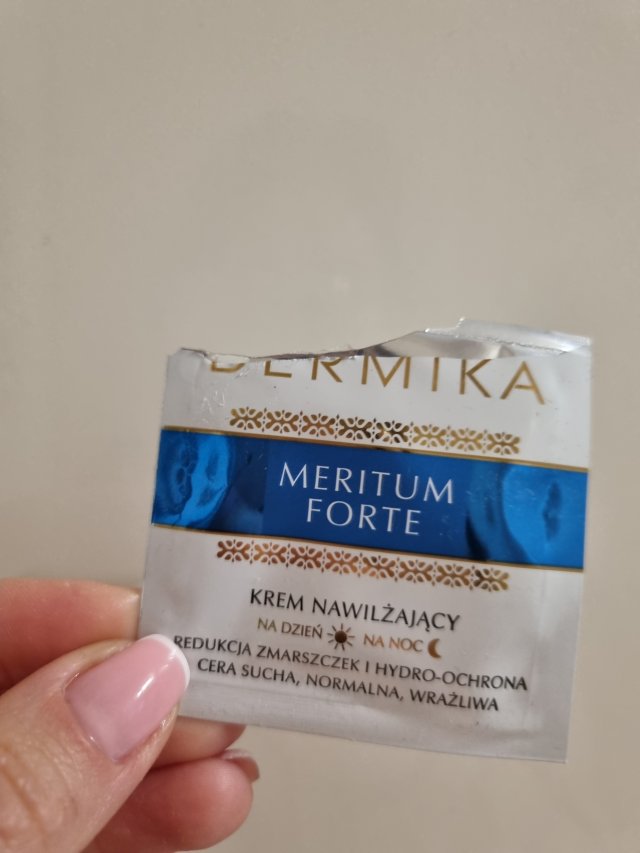 DERMIKA
MERITUM
FORTE
KREM NAWILŻAJĄCY
NA DZIEŃ NA NOC
REDUKCJA ZMARSZCZEK I HYDRO-OCHRONA
CERA SUCHA, NORMALNA, WRAŻLIWA